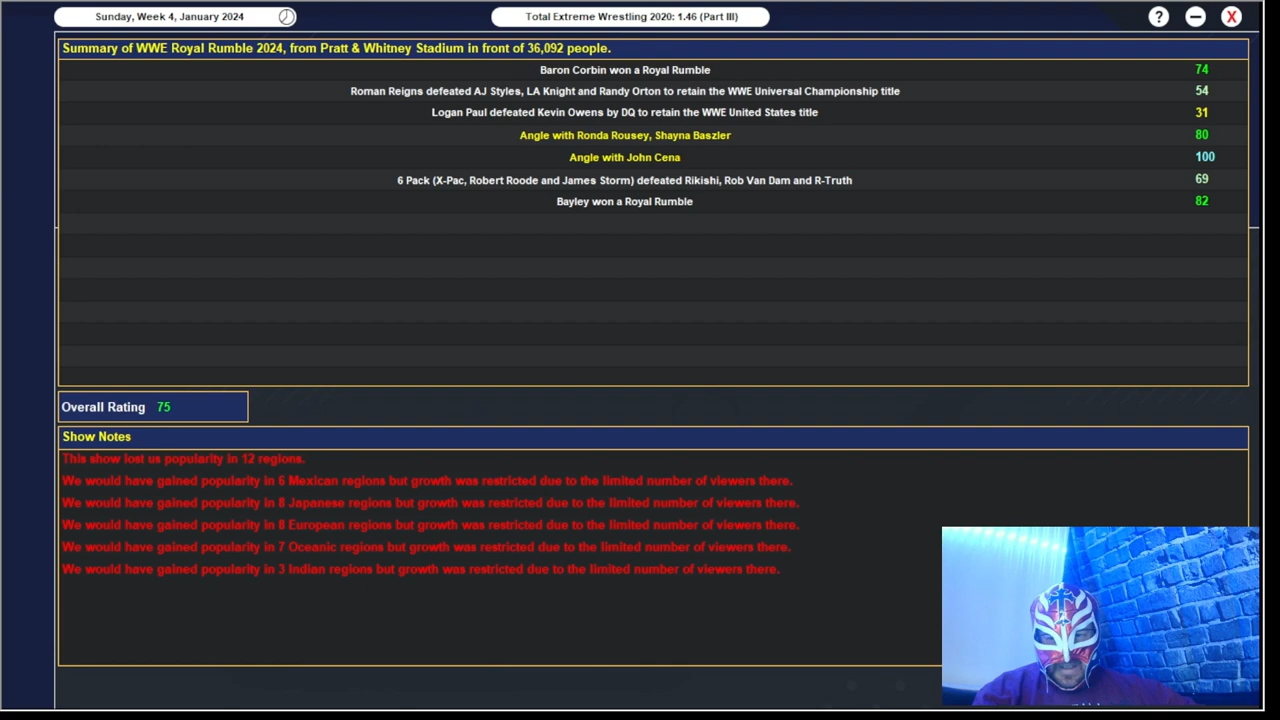 Sunday, Week 4, January 2024
Total Extreme Wrestling 2020: 1.46 (Part III)
?
X
Summary of WWE Royal Rumble 2024, from Pratt & Whitney Stadium in front of 36,092 people.
Baron Corbin won a Royal Rumble 74
Roman Reigns defeated AJ Styles, LA Knight and Randy Orton to retain the WWE Universal Championship title 54
Logan Paul defeated Kevin Owens by DQ to retain the WWE United States title 31
Angle with Ronda Rousey, Shayna Baszler 80
Angle with John Cena 100
6 Pack (X-Pac, Robert Roode and James Storm) defeated Rikishi, Rob Van Dam and R-Truth 69
Bayley won a Royal Rumble 82
Overall Rating 75
Show Notes
This show lost us popularity in 12 regions.
We would have gained popularity in 6 Mexican regions but growth was restricted due to the limited number of viewers there.
We would have gained popularity in 8 Japanese regions but growth was restricted due to the limited number of viewers there.
We would have gained popularity in 8 European regions but growth was restricted due to the limited number of viewers there.
We would have gained popularity in 7 Oceanic regions but growth was restricted due to the limited number of viewers there.
We would have gained popularity in 3 Indian regions but growth was restricted due to the limited number of viewers there.